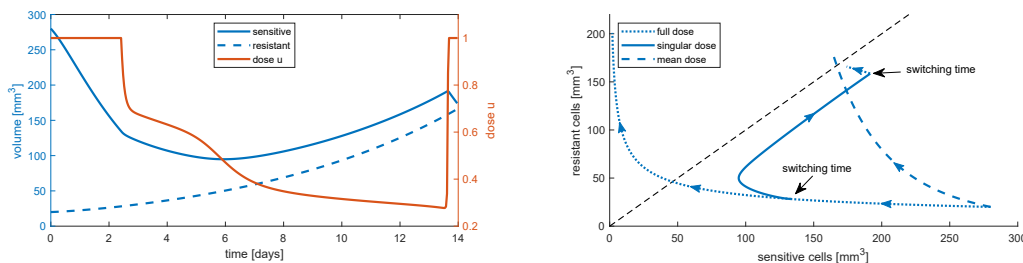 sensitive
resistant
dose u
volume [mm³]
300
250
200
150
100
50
0
1
0.8
0.6
0.4
0.2
dose u
0 2 4 6 8 10 12 14
time [days]
full dose
singular dose
mean dose
switching time
switching time
resistant cells [mm³]
200
150
100
50
0
0 50 100 150 200 250 300
sensitive cells [mm³]